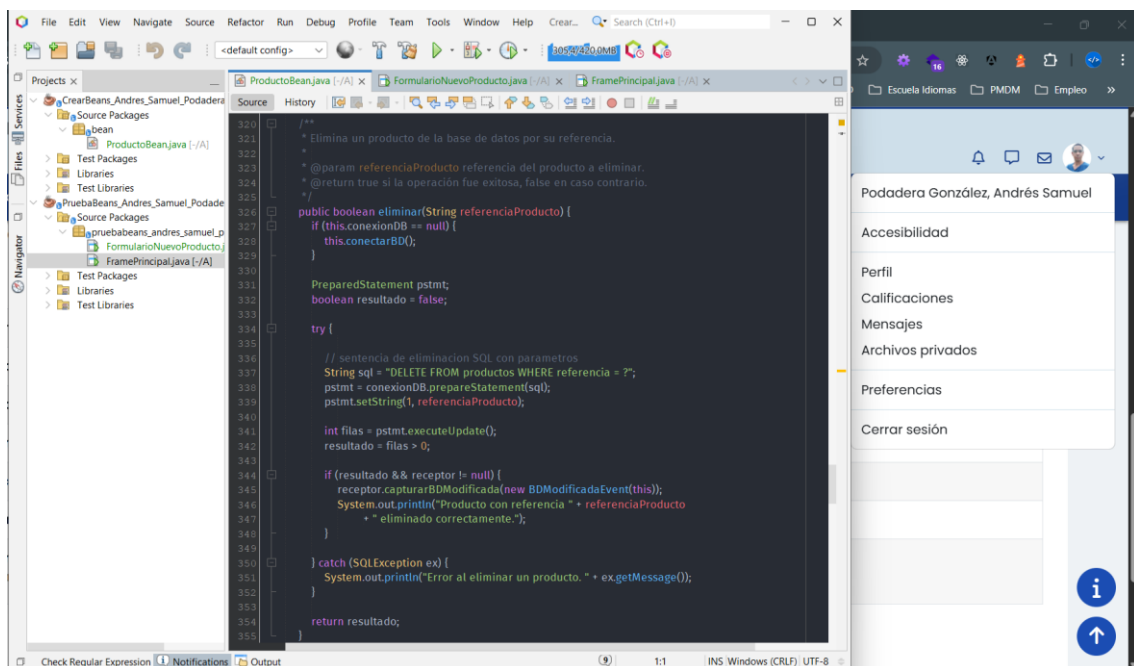 File Edit View Navigate Source Refactor Run Debug Profile Team Tools Window Help Crear... Search (Ctrl+I)
<default config>
305,4/420,0MB
Projects
ProductoBean.java [-/A]
FormularioNuevoProducto.java [-/A]
FramePrincipal.java [-/A]
Source History
Services
Files
Navigator
CrearBeans_Andres_Samuel_Podadera
Source Packages
bean
ProductoBean.java [-/A]
Test Packages
Libraries
Test Libraries
PruebaBeans_Andres_Samuel_Podade
Source Packages
pruebabeans_andres_samuel_p
FormularioNuevoProducto.j
FramePrincipal.java [-/A]
Test Packages
Libraries
Test Libraries
320 /**
321 * Elimina un producto de la base de datos por su referencia.
322 *
323 * @param referenciaProducto referencia del producto a eliminar.
324 * @return true si la operación fue exitosa, false en caso contrario.
325 */
326 public boolean eliminar(String referenciaProducto) {
327 if (this.conexionDB == null) {
328 this.conectarBD();
329 }
330
331 PreparedStatement pstmt;
332 boolean resultado = false;
333
334 try {
335
336 // sentencia de eliminacion SQL con parametros
337 String sql = "DELETE FROM productos WHERE referencia = ?";
338 pstmt = conexionDB.prepareStatement(sql);
339 pstmt.setString(1, referenciaProducto);
340
341 int filas = pstmt.executeUpdate();
342 resultado = filas > 0;
343
344 if (resultado && receptor != null) {
345 receptor.capturarBDModificada(new BDModificadaEvent(this));
346 System.out.println("Producto con referencia " + referenciaProducto
347 + " eliminado correctamente.");
348 }
349
350 } catch (SQLException ex) {
351 System.out.println("Error al eliminar un producto. " + ex.getMessage());
352 }
353
354 return resultado;
355 }
Check Regular Expression Notifications Output
(9) 1:1 INS Windows (CRLF) UTF-8
16
Escuela Idiomas PMDM Empleo »
Podadera González, Andrés Samuel
Accesibilidad
Perfil
Calificaciones
Mensajes
Archivos privados
Preferencias
Cerrar sesión